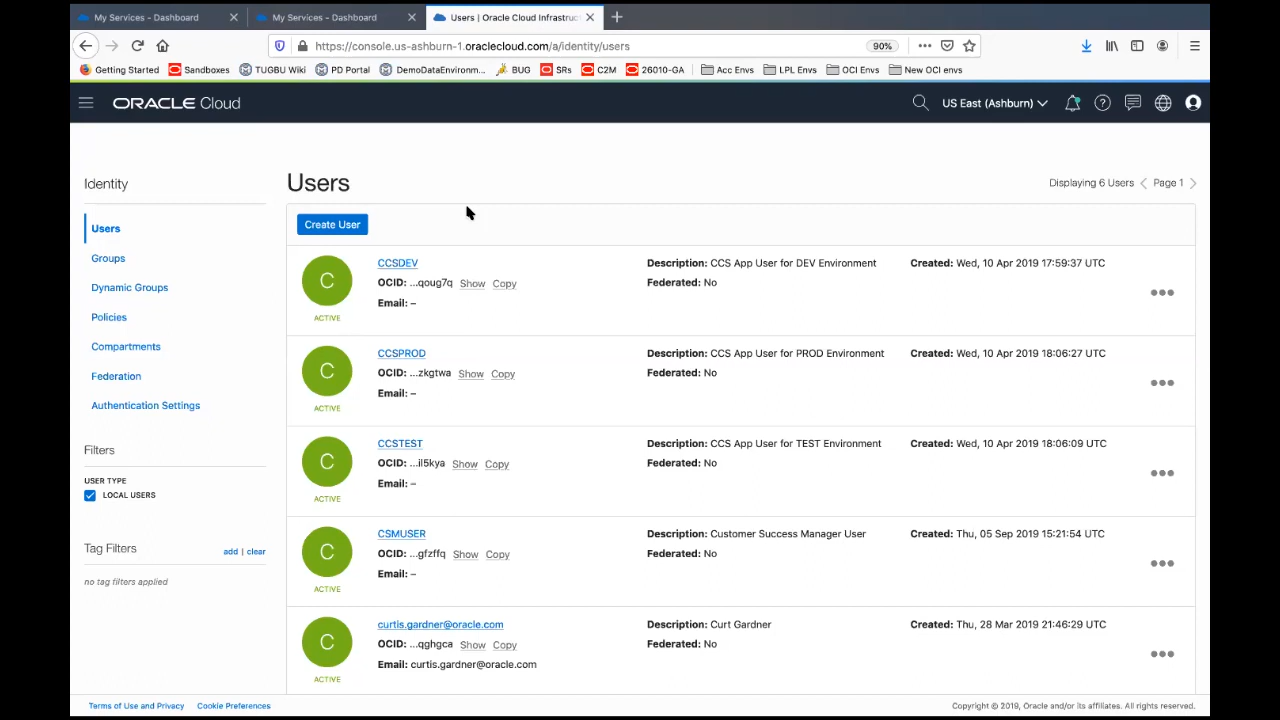 My Services - Dashboard
My Services - Dashboard
Users | Oracle Cloud Infrastruc
https://console.us-ashburn-1.oraclecloud.com/a/identity/users
90%
Getting Started Sandboxes TUGBU Wiki PD Portal DemoDataEnvironm... BUG SRs C2M 26010-GA Acc Envs LPL Envs OCI Envs New OCI envs
ORACLE Cloud
US East (Ashburn)
Identity
Users
Groups
Dynamic Groups
Policies
Compartments
Federation
Authentication Settings
Filters
USER TYPE
LOCAL USERS
Tag Filters add | clear
no tag filters applied
Users
Displaying 6 Users Page 1
Create User
C
ACTIVE
CCSDEV
OCID: ...qoug7q Show Copy
Email: –
Description: CCS App User for DEV Environment
Federated: No
Created: Wed, 10 Apr 2019 17:59:37 UTC
C
ACTIVE
CCSPROD
OCID: ...zkgtwa Show Copy
Email: –
Description: CCS App User for PROD Environment
Federated: No
Created: Wed, 10 Apr 2019 18:06:27 UTC
C
ACTIVE
CCSTEST
OCID: ...il5kya Show Copy
Email: –
Description: CCS App User for TEST Environment
Federated: No
Created: Wed, 10 Apr 2019 18:06:09 UTC
C
ACTIVE
CSMUSER
OCID: ...gfzffq Show Copy
Email: –
Description: Customer Success Manager User
Federated: No
Created: Thu, 05 Sep 2019 15:21:54 UTC
C
ACTIVE
curtis.gardner@oracle.com
OCID: ...qghgca Show Copy
Email: curtis.gardner@oracle.com
Description: Curt Gardner
Federated: No
Created: Thu, 28 Mar 2019 21:46:29 UTC
Terms of Use and Privacy Cookie Preferences
Copyright © 2019, Oracle and/or its affiliates. All rights reserved.